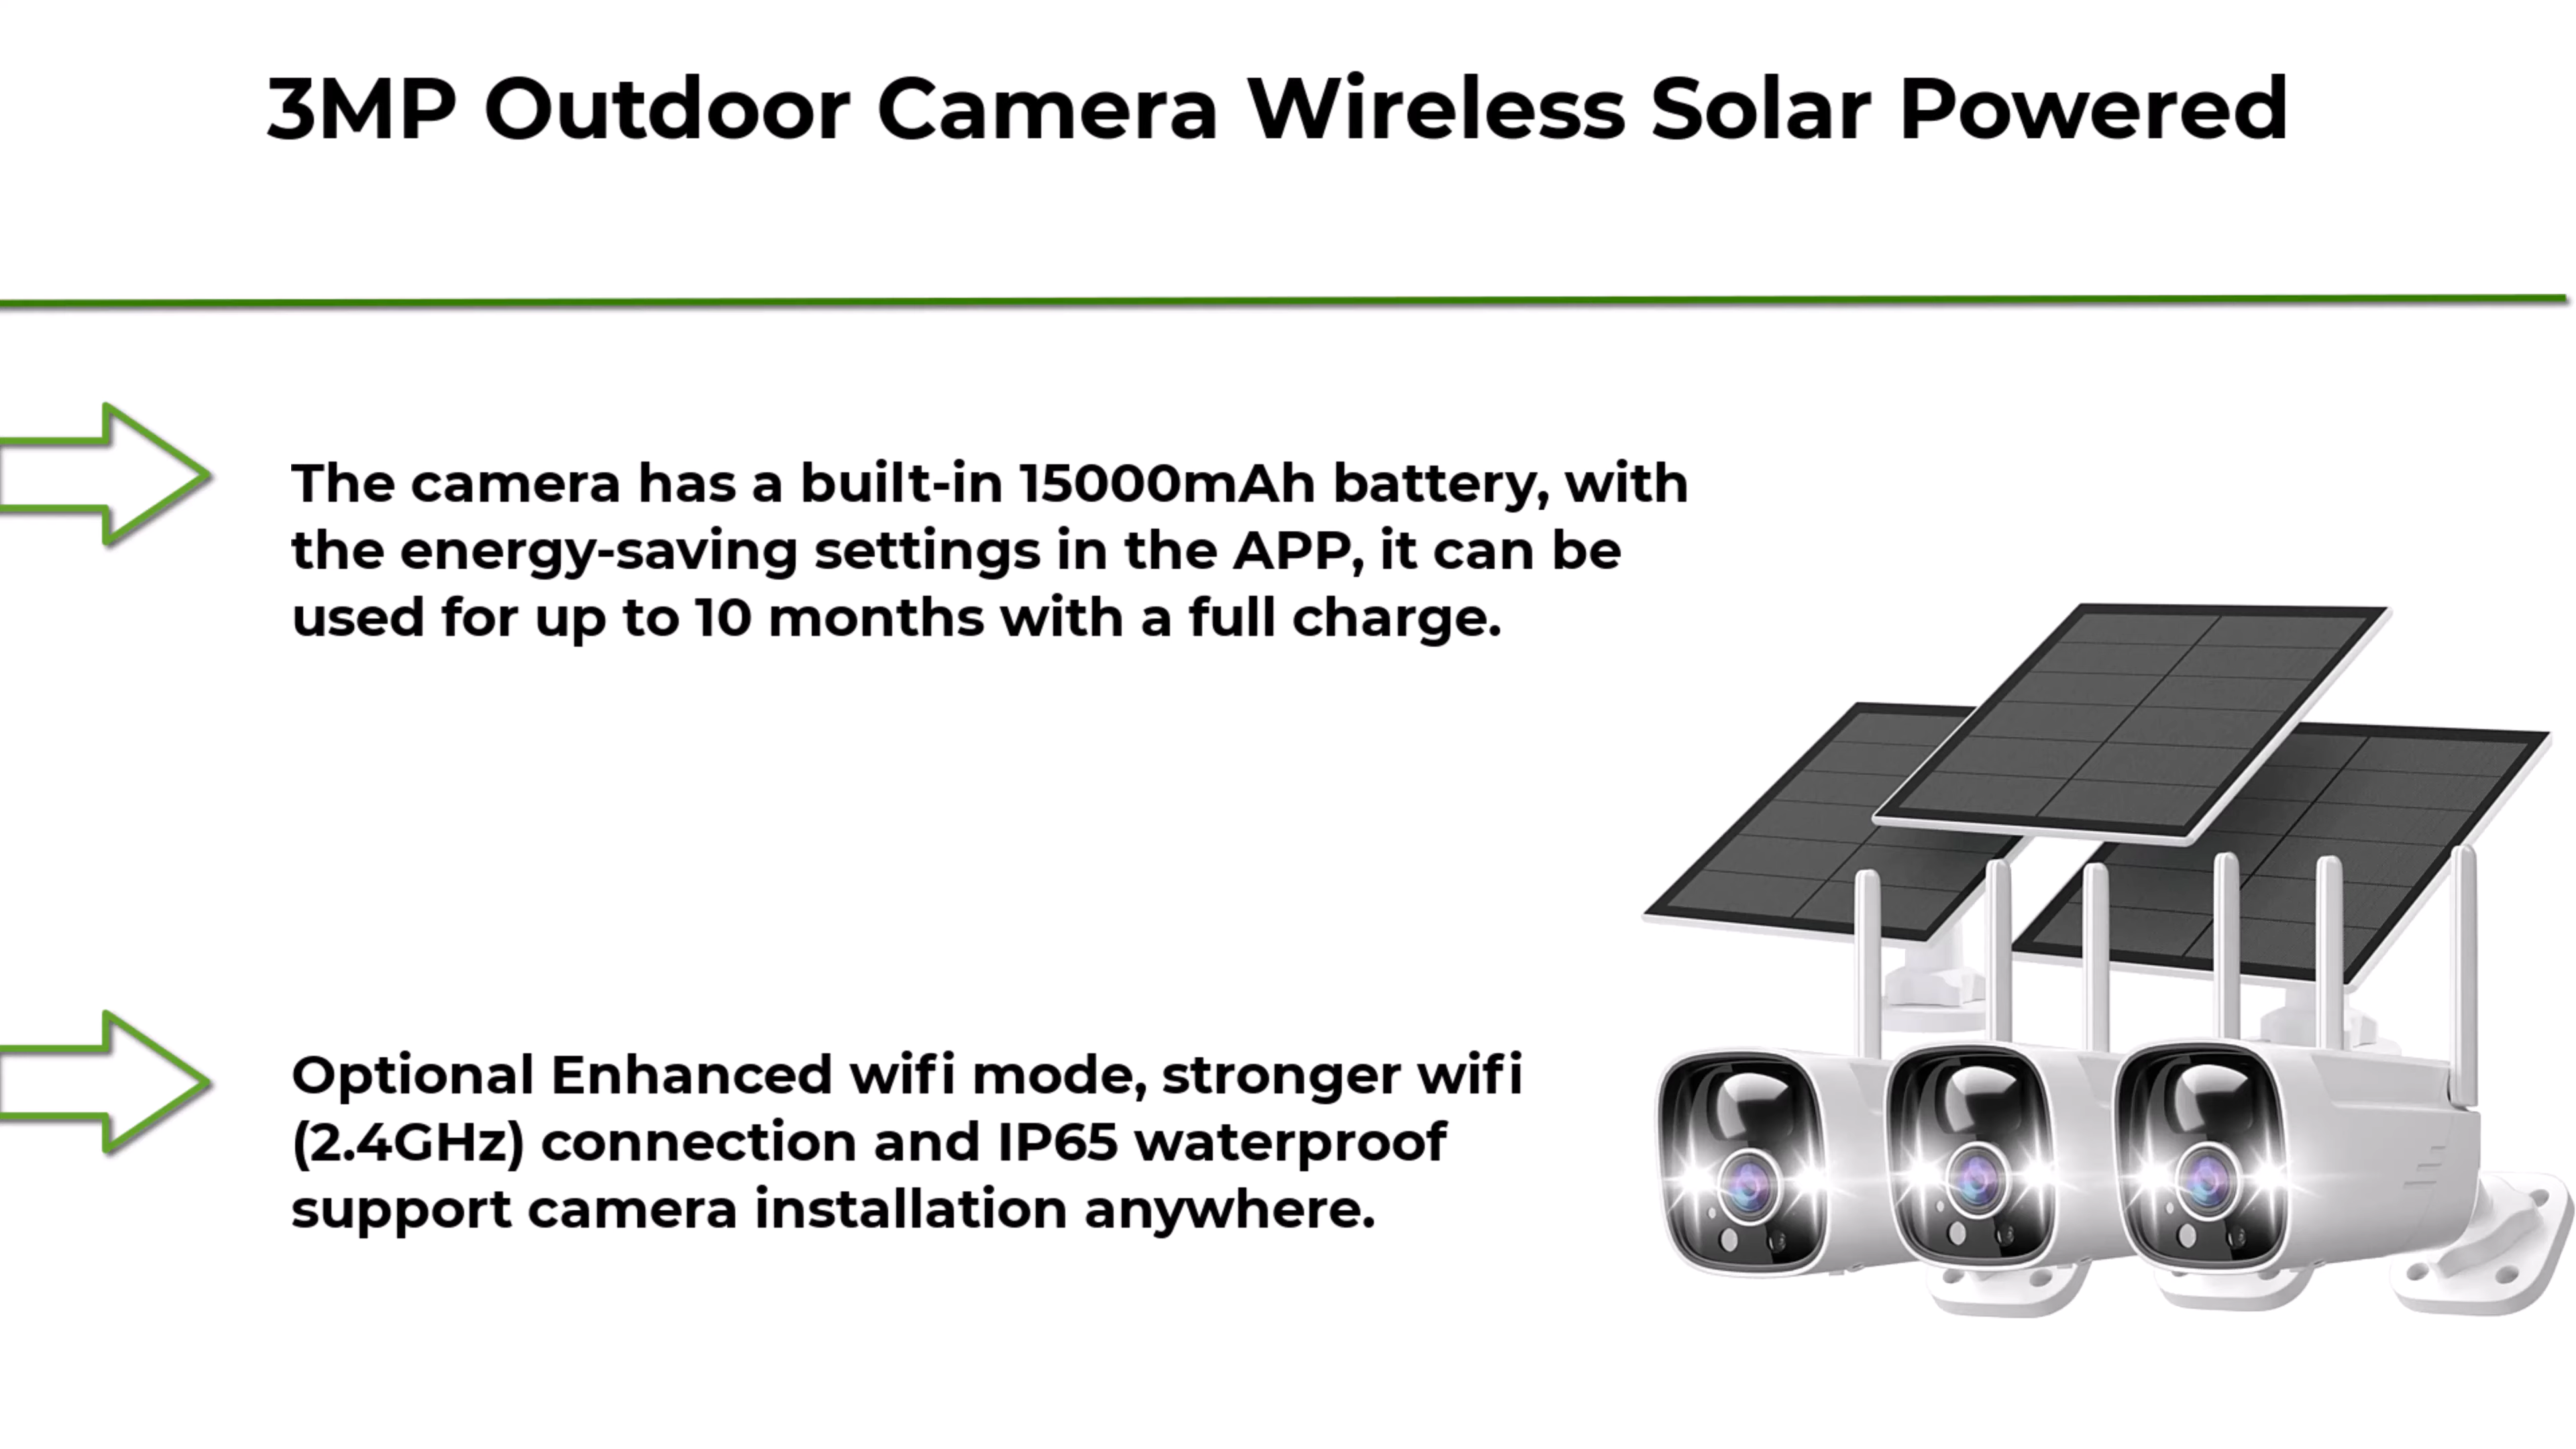 3MP Outdoor Camera Wireless Solar Powered
The camera has a built-in 15000mAh battery, with
the energy-saving settings in the APP, it can be
used for up to 10 months with a full charge.
Optional Enhanced wifi mode, stronger wifi
(2.4GHz) connection and IP65 waterproof
support camera installation anywhere.